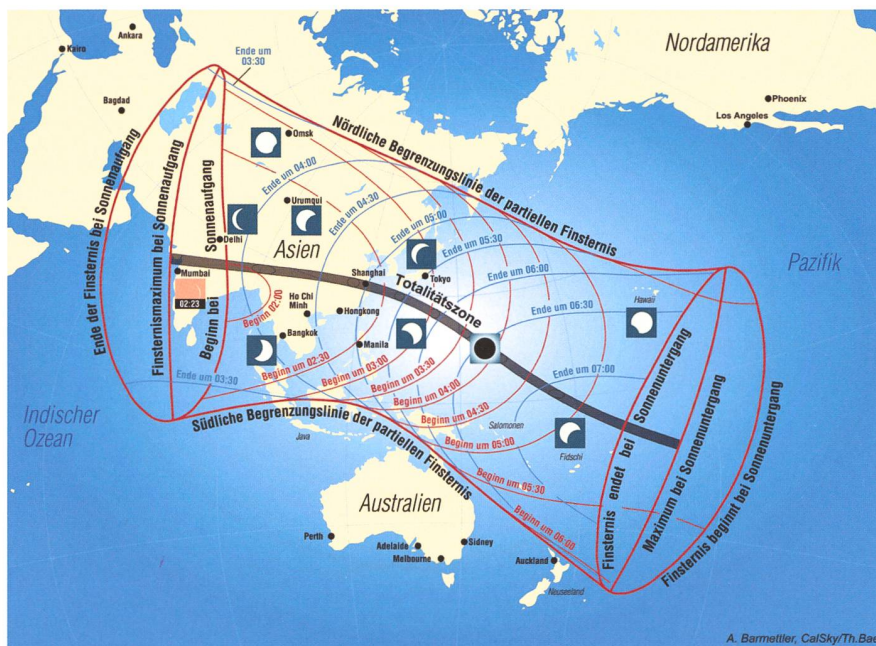 Ankara
Kairo
Ende um
03:30
Nordamerika
Bagdad
Phoenix
Los Angeles
Omsk
Nördliche Begrenzungslinie der partiellen Finsternis
Ende um 04:00
Ende um 04:30
Urumqui
Ende um 05:00
Ende um 05:30
Ende um 06:00
Ende um 06:30
Ende um 07:00
Ende der Finsternis bei Sonnenaufgang
Finsternismaximum bei Sonnenaufgang
Beginn bei Sonnenaufgang
Delhi
Asien
Pazifik
Mumbai
02:23
Shanghai
Tokyo
Totalitätszone
Hawaii
Beginn um 02:00
Ho Chi
Minh
Hongkong
Bangkok
Manila
Beginn um 02:30
Beginn um 03:00
Beginn um 03:30
Beginn um 04:00
Beginn um 04:30
Beginn um 05:00
Beginn um 05:30
Beginn um 06:00
Ende um 03:30
Indischer
Ozean
Südliche Begrenzungslinie der partiellen Finsternis
Java
Salomonen
Fidschi
Finsternis endet bei Sonnenuntergang
Maximum bei Sonnenuntergang
Finsternis beginnt bei Sonnenuntergang
Australien
Perth
Adelaide
Sidney
Melbourne
Auckland
Neuseeland
A. Barmettler, CalSky/Th.Bae